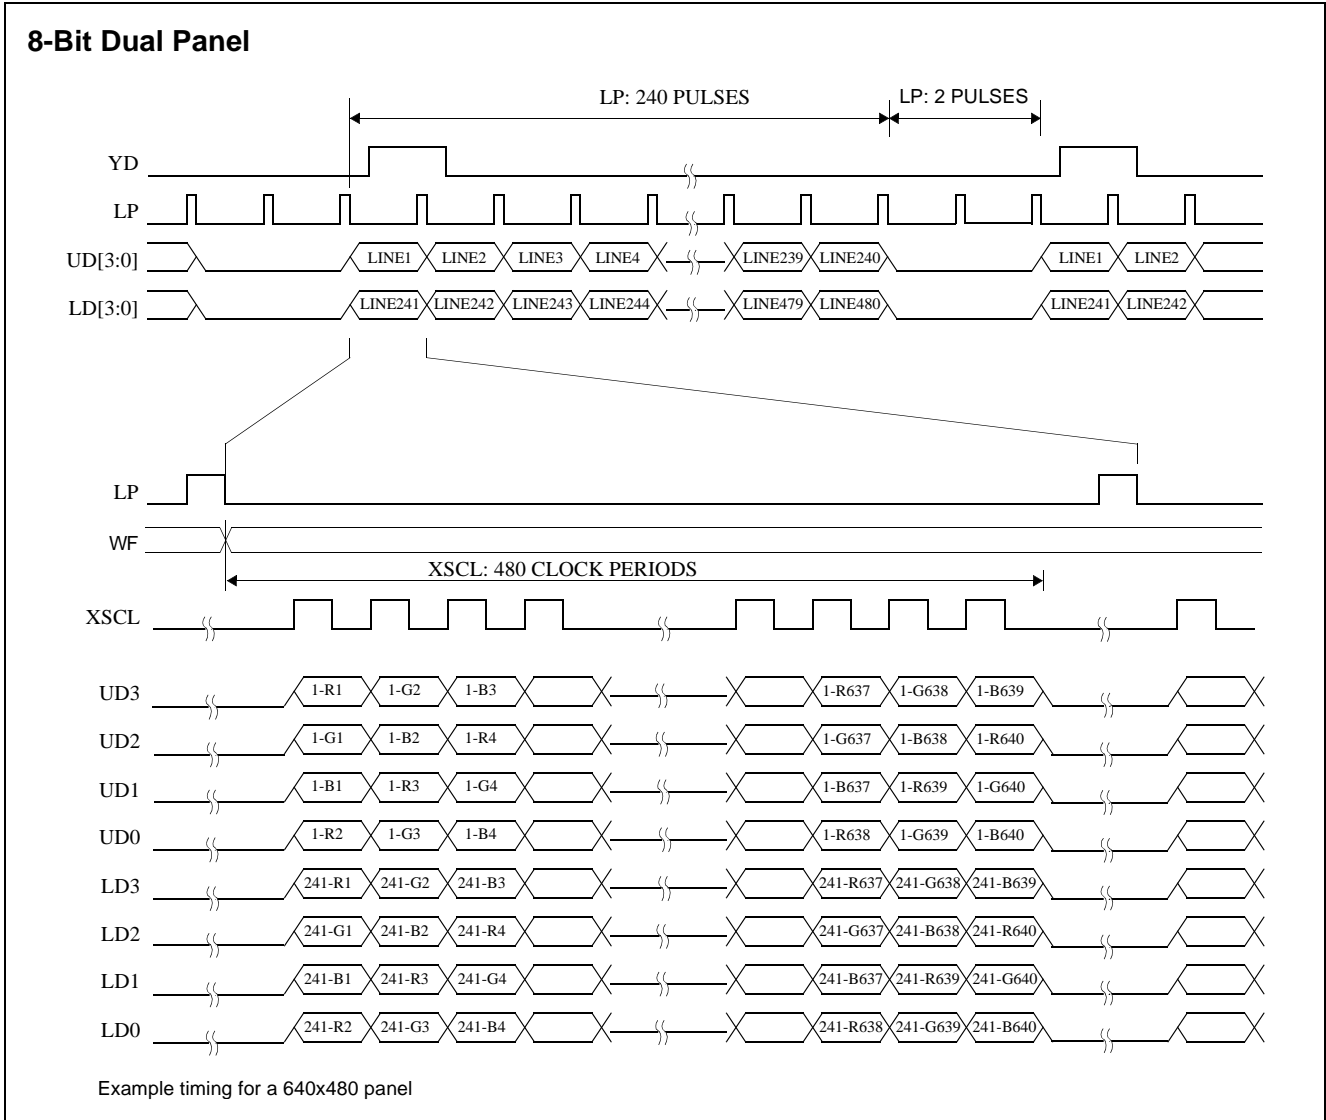 8-Bit Dual Panel
LP: 240 PULSES LP: 2 PULSES
YD
LP
UD[3:0] LINE1 LINE2 LINE3 LINE4 LINE239 LINE240 LINE1 LINE2
LD[3:0] LINE241 LINE242 LINE243 LINE244 LINE479 LINE480 LINE241 LINE242
LP
WF
XSCL: 480 CLOCK PERIODS
XSCL
UD3 1-R1 1-G2 1-B3 1-R637 1-G638 1-B639
UD2 1-G1 1-B2 1-R4 1-G637 1-B638 1-R640
UD1 1-B1 1-R3 1-G4 1-B637 1-R639 1-G640
UD0 1-R2 1-G3 1-B4 1-R638 1-G639 1-B640
LD3 241-R1 241-G2 241-B3 241-R637 241-G638 241-B639
LD2 241-G1 241-B2 241-R4 241-G637 241-B638 241-R640
LD1 241-B1 241-R3 241-G4 241-B637 241-R639 241-G640
LD0 241-R2 241-G3 241-B4 241-R638 241-G639 241-B640
Example timing for a 640x480 panel